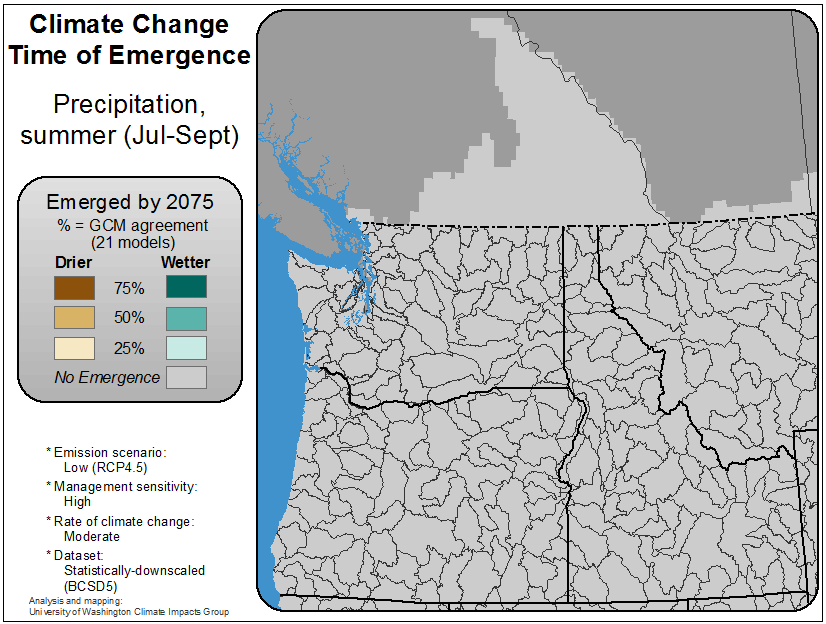 Climate Change
Time of Emergence
Precipitation,
summer (Jul-Sept)
Emerged by 2075
% = GCM agreement
(21 models)
Drier Wetter
75%
50%
25%
No Emergence
* Emission scenario:
Low (RCP4.5)
* Management sensitivity:
High
* Rate of climate change:
Moderate
* Dataset:
Statistically-downscaled
(BCSD5)
Analysis and mapping:
University of Washington Climate Impacts Group